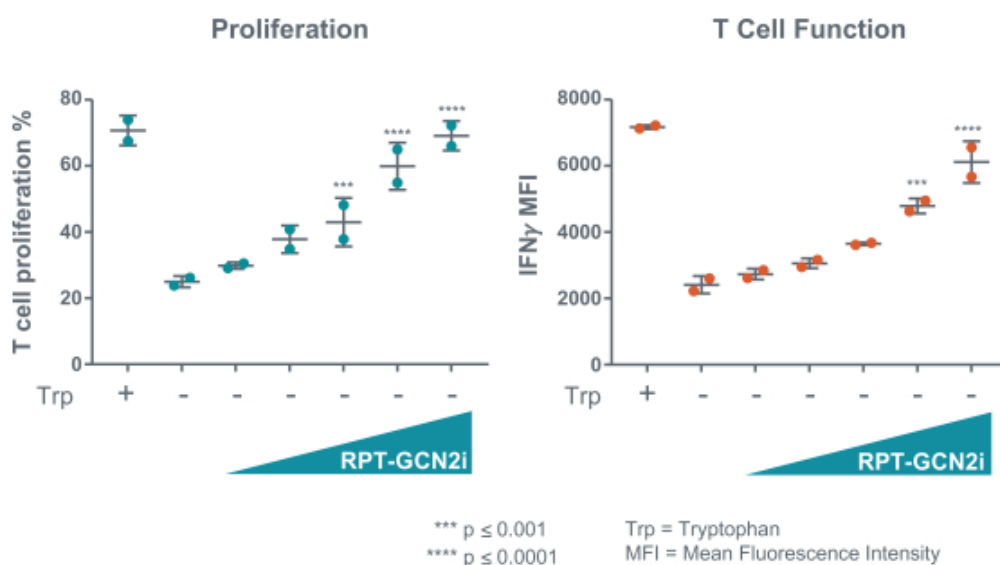 Proliferation
T cell proliferation %
80
60
40
20
0
***
****
****
Trp + - - - - - -
RPT-GCN2i
T Cell Function
IFNγ MFI
8000
6000
4000
2000
0
***
****
Trp + - - - - - -
RPT-GCN2i
*** p ≤ 0.001
**** p ≤ 0.0001
Trp = Tryptophan
MFI = Mean Fluorescence Intensity